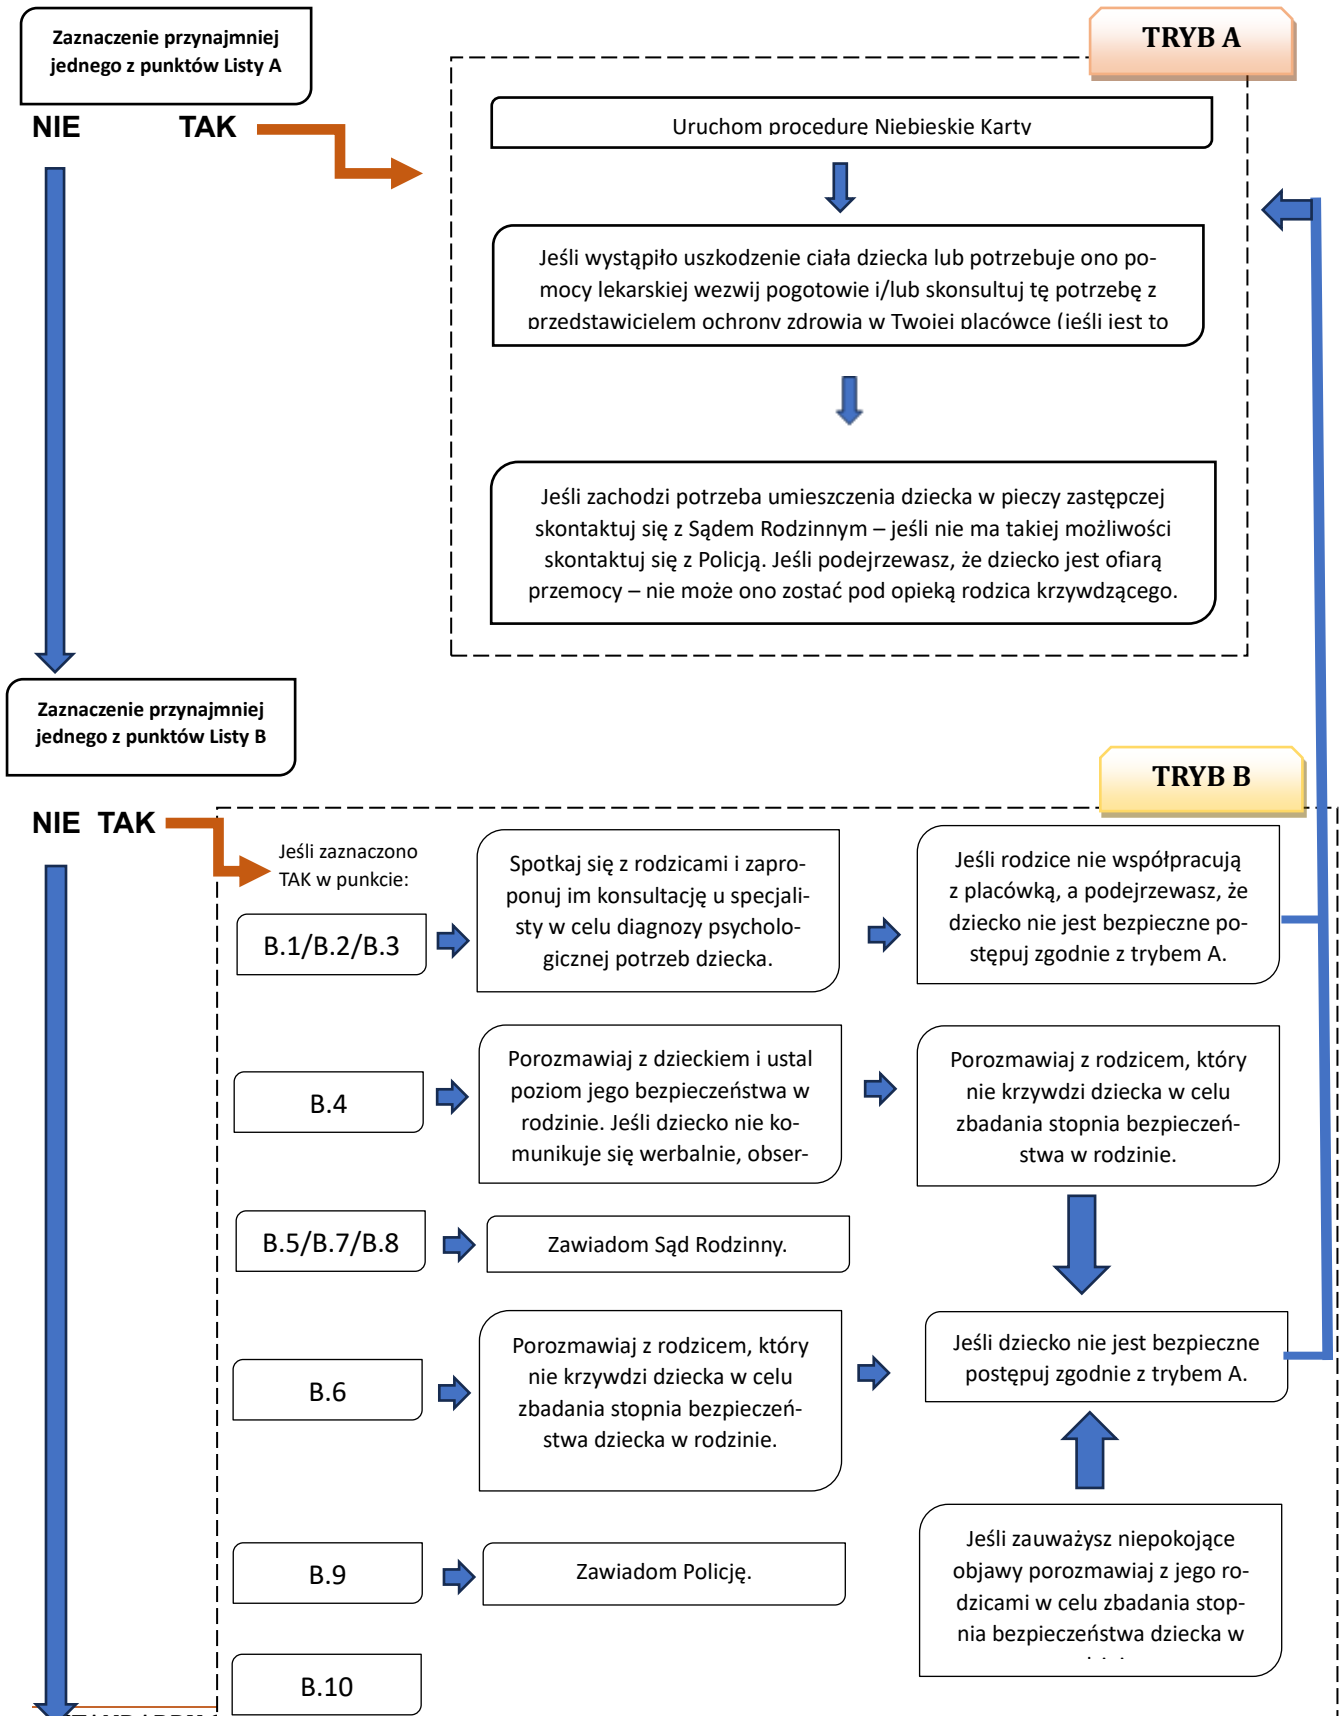 Zaznaczenie przynajmniej
jednego z punktów Listy A
NIE TAK
TRYB A
Uruchom procedurę Niebieskie Karty
Jeśli wystąpiło uszkodzenie ciała dziecka lub potrzebuje ono po-
mocy lekarskiej wezwij pogotowie i/lub skonsultuj tę potrzebę z
przedstawicielem ochrony zdrowia w Twojej placówce (jeśli jest to
Jeśli zachodzi potrzeba umieszczenia dziecka w pieczy zastępczej
skontaktuj się z Sądem Rodzinnym – jeśli nie ma takiej możliwości
skontaktuj się z Policją. Jeśli podejrzewasz, że dziecko jest ofiarą
przemocy – nie może ono zostać pod opieką rodzica krzywdzącego.
Zaznaczenie przynajmniej
jednego z punktów Listy B
NIE TAK
TRYB B
Jeśli zaznaczono
TAK w punkcie:
B.1/B.2/B.3
Spotkaj się z rodzicami i zapro-
ponuj im konsultację u specjali-
sty w celu diagnozy psycholo-
gicznej potrzeb dziecka.
Jeśli rodzice nie współpracują
z placówką, a podejrzewasz, że
dziecko nie jest bezpieczne po-
stępuj zgodnie z trybem A.
B.4
Porozmawiaj z dzieckiem i ustal
poziom jego bezpieczeństwa w
rodzinie. Jeśli dziecko nie ko-
munikuje się werbalnie, obser-
Porozmawiaj z rodzicem, który
nie krzywdzi dziecka w celu
zbadania stopnia bezpieczeń-
stwa w rodzinie.
B.5/B.7/B.8
Zawiadom Sąd Rodzinny.
B.6
Porozmawiaj z rodzicem, który
nie krzywdzi dziecka w celu
zbadania stopnia bezpieczeń-
stwa dziecka w rodzinie.
Jeśli dziecko nie jest bezpieczne
postępuj zgodnie z trybem A.
B.9
Zawiadom Policję.
Jeśli zauważysz niepokojące
objawy porozmawiaj z jego ro-
dzicami w celu zbadania stop-
nia bezpieczeństwa dziecka w
B.10